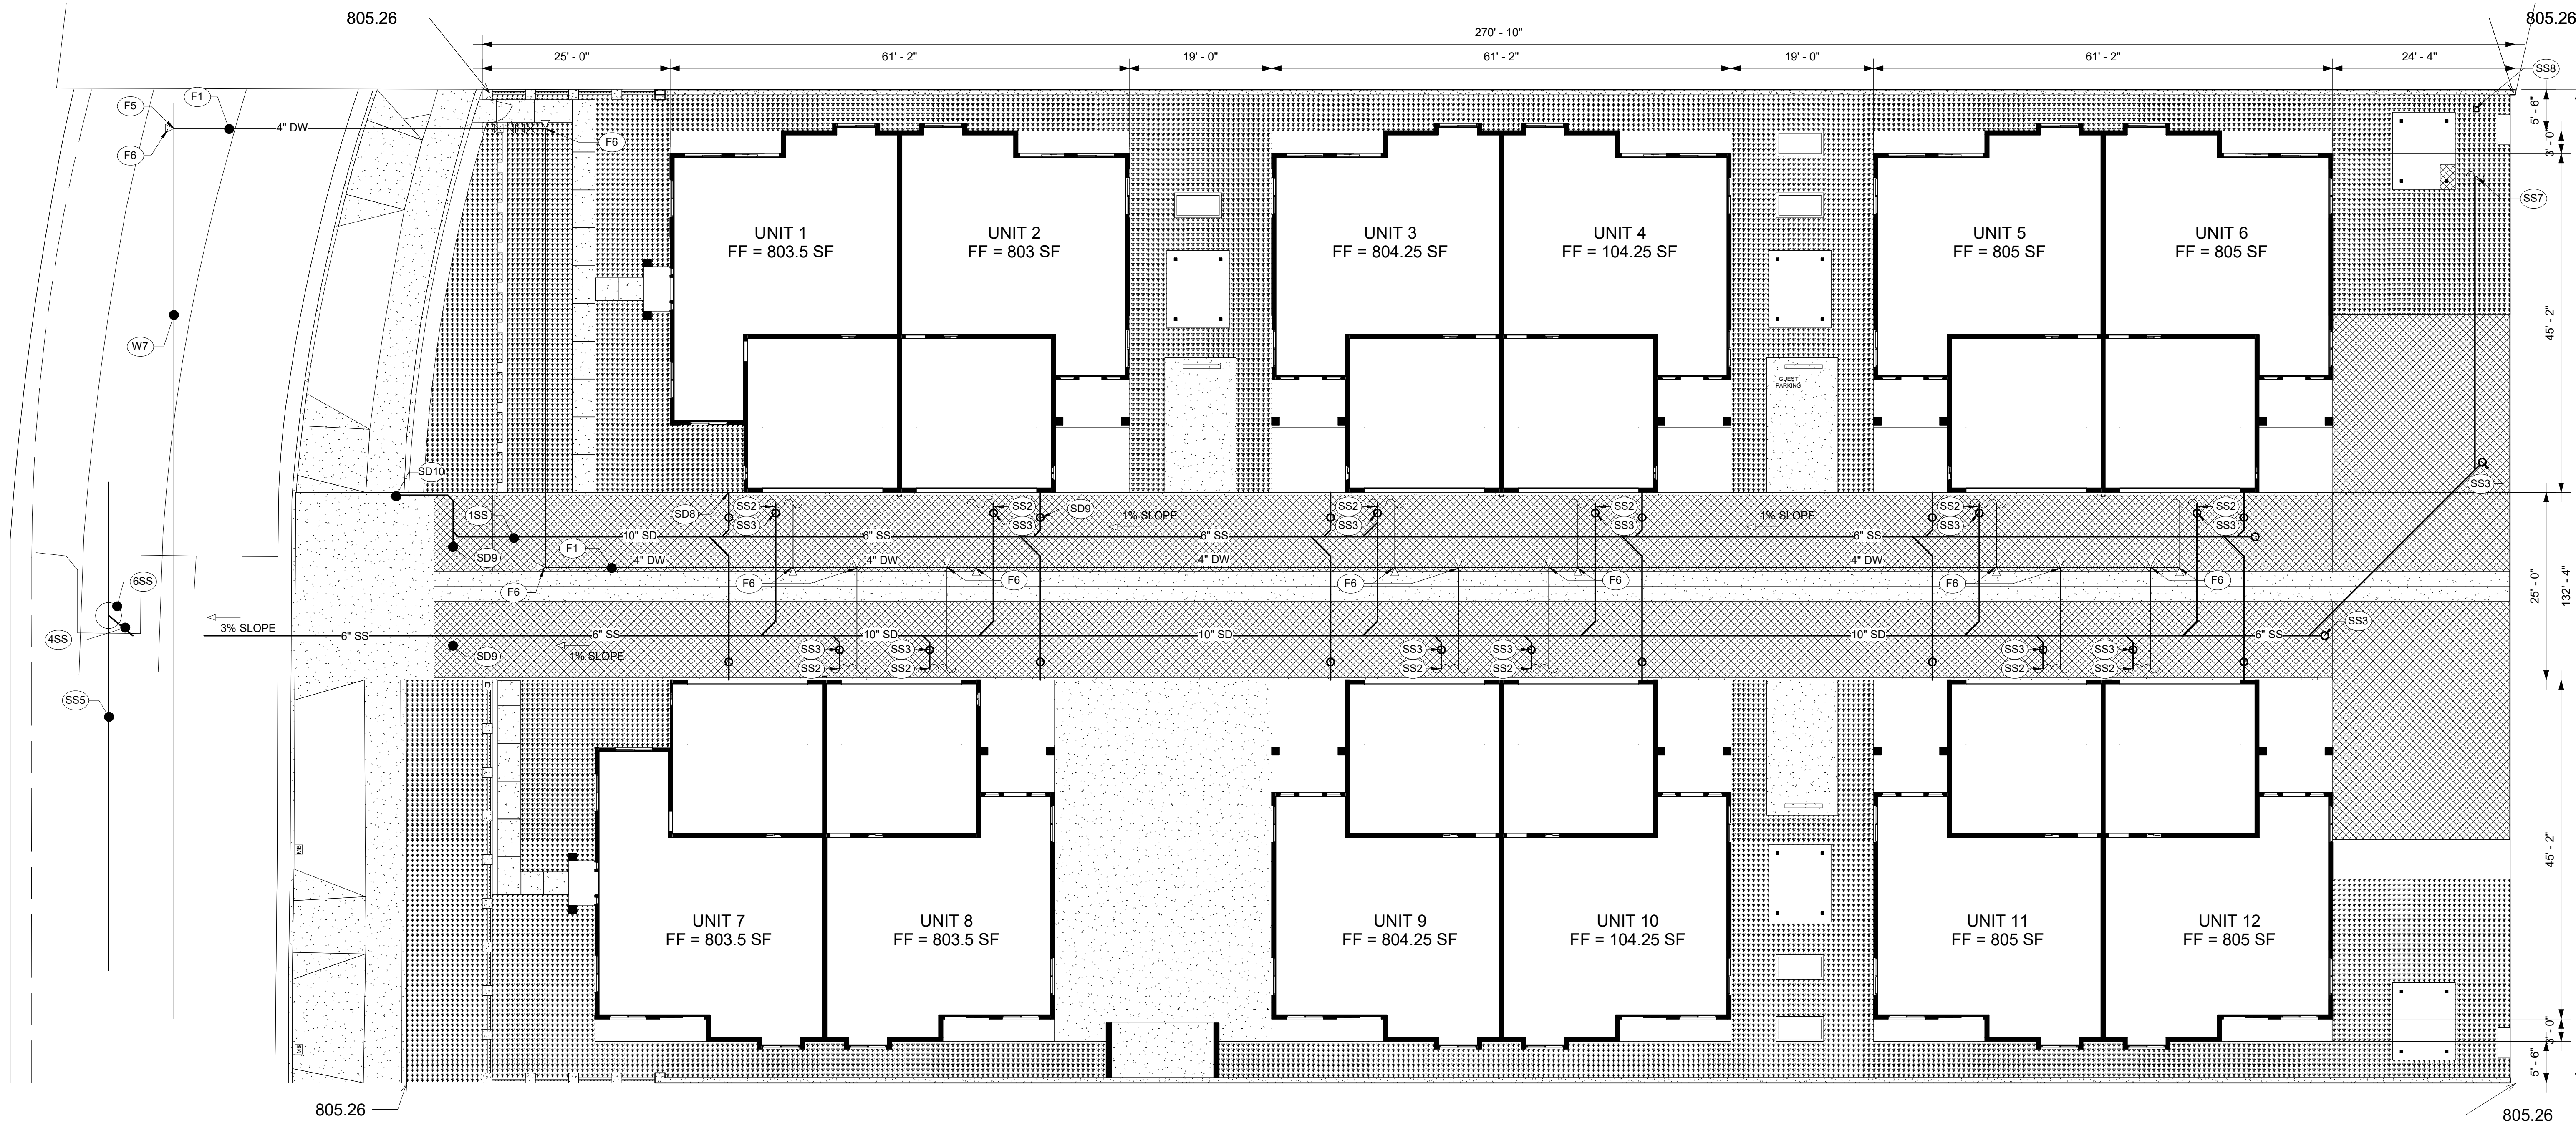 805.26
805.26
270' - 10"
25' - 0"
61' - 2"
19' - 0"
61' - 2"
19' - 0"
61' - 2"
24' - 4"
SS8
F5
F1
4" DW
F6
F6
5' - 6"
3' - 0"
SS7
UNIT 1
FF = 803.5 SF
UNIT 2
FF = 803 SF
UNIT 3
FF = 804.25 SF
UNIT 4
FF = 104.25 SF
UNIT 5
FF = 805 SF
UNIT 6
FF = 805 SF
W7
45' - 2"
GUEST
PARKING
SD10
SS3
1SS
SD8
SS2
SS3
SS2
SS3
SD9
1% SLOPE
SS2
SS3
SS2
SS3
1% SLOPE
SS2
SS3
SS2
SS3
10" SD
6" SS
6" SS
6" SS
SD9
F1
4" DW
4" DW
4" DW
4" DW
F6
F6
F6
F6
F6
F6
F6
6SS
25' - 0"
132' - 4"
4SS
3% SLOPE
6" SS
6" SS
10" SD
10" SD
10" SD
6" SS
SS3
SD9
1% SLOPE
SS3
SS2
SS3
SS2
SS3
SS2
SS3
SS2
SS3
SS2
SS3
SS2
SS5
45' - 2"
MB
UNIT 7
FF = 803.5 SF
UNIT 8
FF = 803.5 SF
UNIT 9
FF = 804.25 SF
UNIT 10
FF = 104.25 SF
UNIT 11
FF = 805 SF
UNIT 12
FF = 805 SF
MB
3' - 0"
5' - 6"
805.26
805.26